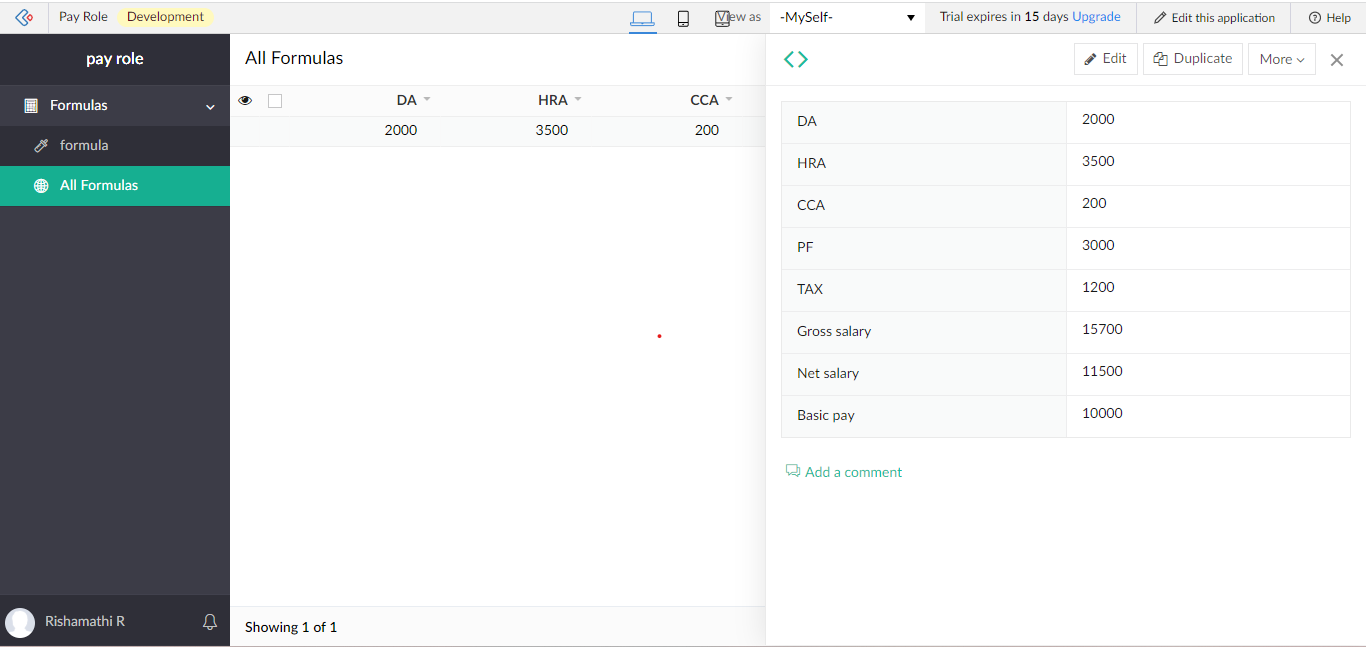 Pay Role Development View as -MySelf- Trial expires in 15 days Upgrade Edit this application Help
pay role
Formulas
formula
All Formulas
Rishamathi R
All Formulas
DA HRA CCA
2000 3500 200
Showing 1 of 1
Edit Duplicate More
DA 2000
HRA 3500
CCA 200
PF 3000
TAX 1200
Gross salary 15700
Net salary 11500
Basic pay 10000
Add a comment